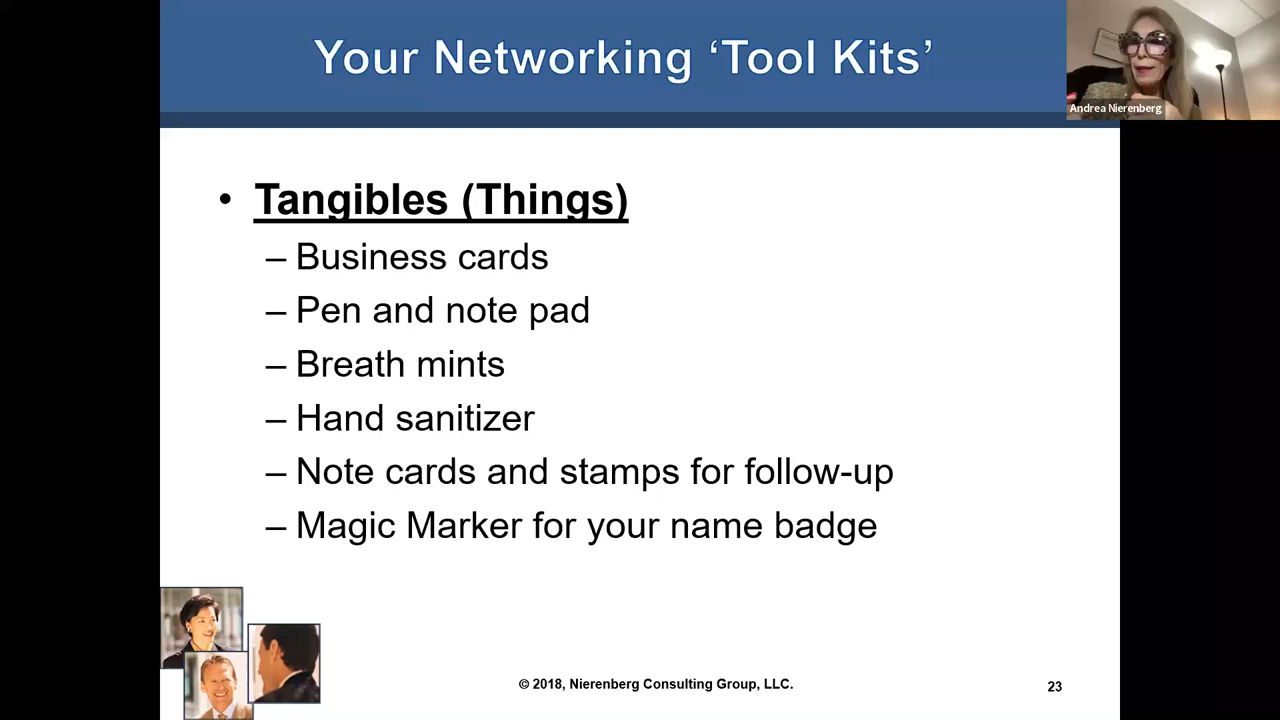 Your Networking ‘Tool Kits’
Andrea Nierenberg
• Tangibles (Things)
– Business cards
– Pen and note pad
– Breath mints
– Hand sanitizer
– Note cards and stamps for follow-up
– Magic Marker for your name badge
© 2018, Nierenberg Consulting Group, LLC.
23